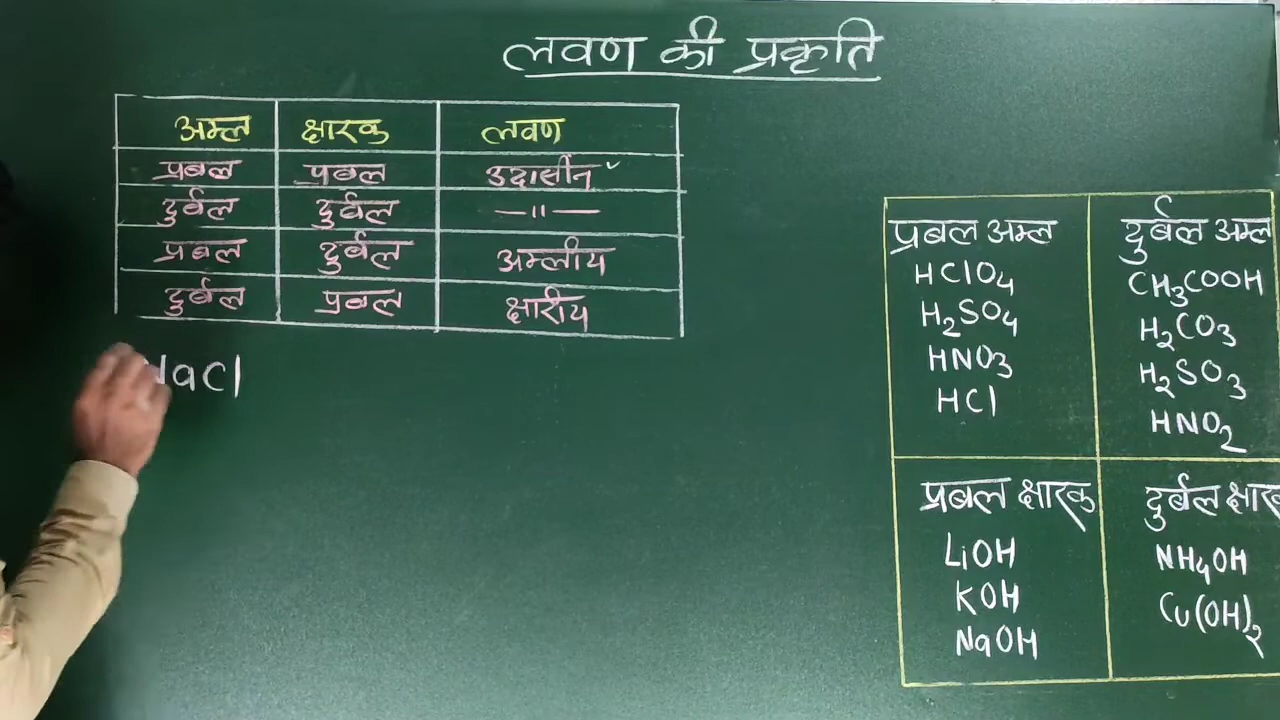 लवण की प्रकृति
अम्ल क्षारक लवण
प्रबल प्रबल उदासीन ✓
दुर्बल दुर्बल —11—
प्रबल दुर्बल अम्लीय
दुर्बल प्रबल क्षारीय
NaCl
प्रबल अम्ल
HClO4
H2SO4
HNO3
HCl
दुर्बल अम्ल
CH3COOH
H2CO3
H2SO3
HNO2
प्रबल क्षारक
LiOH
KOH
NaOH
दुर्बल क्षारक
NH4OH
Cu(OH)2